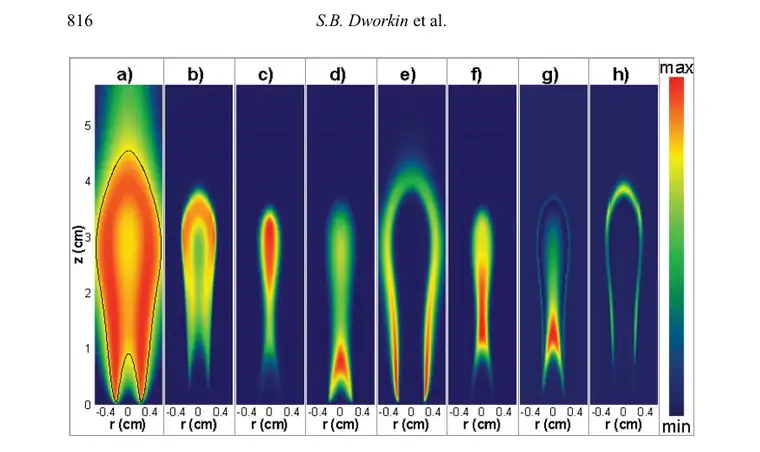 816
S.B. Dworkin et al.
a) b) c) d) e) f) g) h) max
5
4
3
2
1
0
z (cm)
-0.4 0 0.4 -0.4 0 0.4 -0.4 0 0.4 -0.4 0 0.4 -0.4 0 0.4 -0.4 0 0.4 -0.4 0 0.4 -0.4 0 0.4
r (cm) r (cm) r (cm) r (cm) r (cm) r (cm) r (cm) r (cm) min